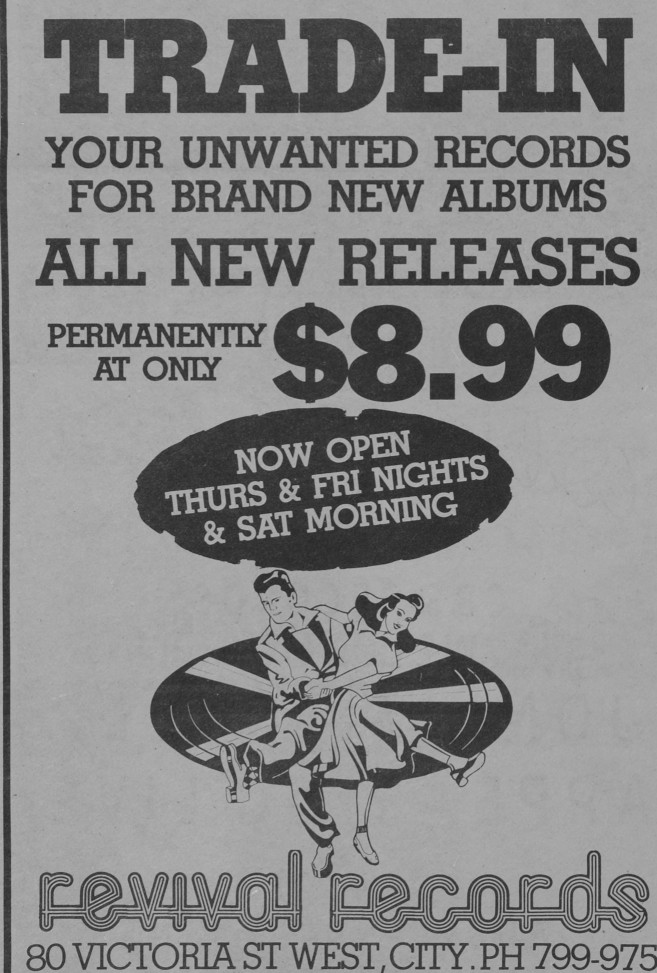 TRADE-IN
YOUR UNWANTED RECORDS
FOR BRAND NEW ALBUMS
ALL NEW RELEASES
PERMANENTLY
AT ONLY
$8.99
NOW OPEN
THURS & FRI NIGHTS
& SAT MORNING
revival records
80 VICTORIA ST WEST, CITY. PH 799-975